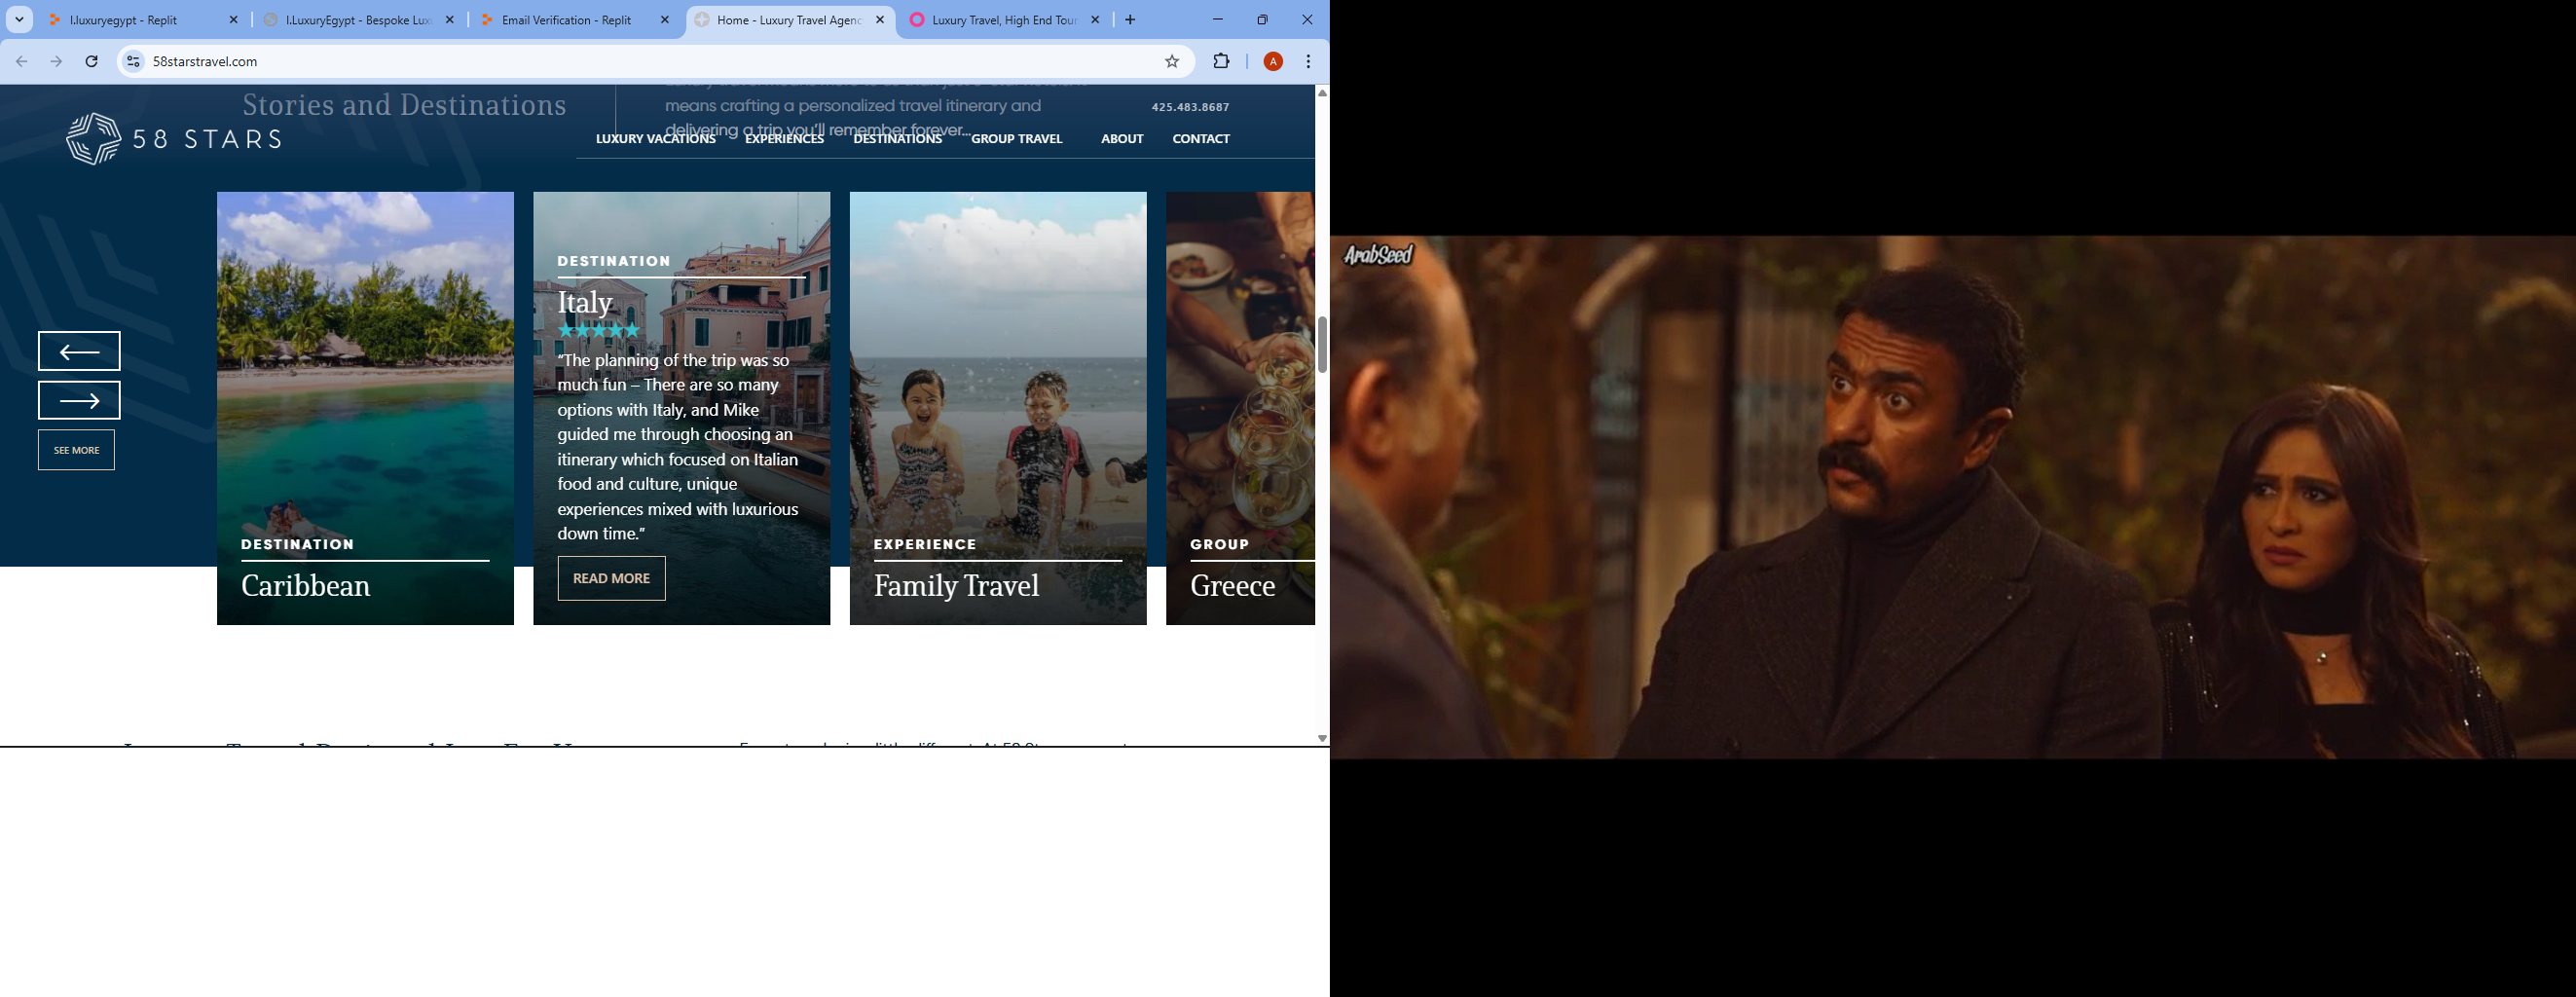 I.luxuryegypt - Replit
I.LuxuryEgypt - Bespoke Lux
Email Verification - Replit
Home - Luxury Travel Agenc
Luxury Travel, High End Tour
58starstravel.com
A
Stories and Destinations
means crafting a personalized travel itinerary and
delivering a trip you'll remember forever...
425.483.8687
58 STARS
LUXURY VACATIONS
EXPERIENCES
DESTINATIONS
GROUP TRAVEL
ABOUT
CONTACT
SEE MORE
DESTINATION
Caribbean
DESTINATION
Italy
“The planning of the trip was so
much fun – There are so many
options with Italy, and Mike
guided me through choosing an
itinerary which focused on Italian
food and culture, unique
experiences mixed with luxurious
down time.”
READ MORE
EXPERIENCE
Family Travel
GROUP
Greece
ArabSeed